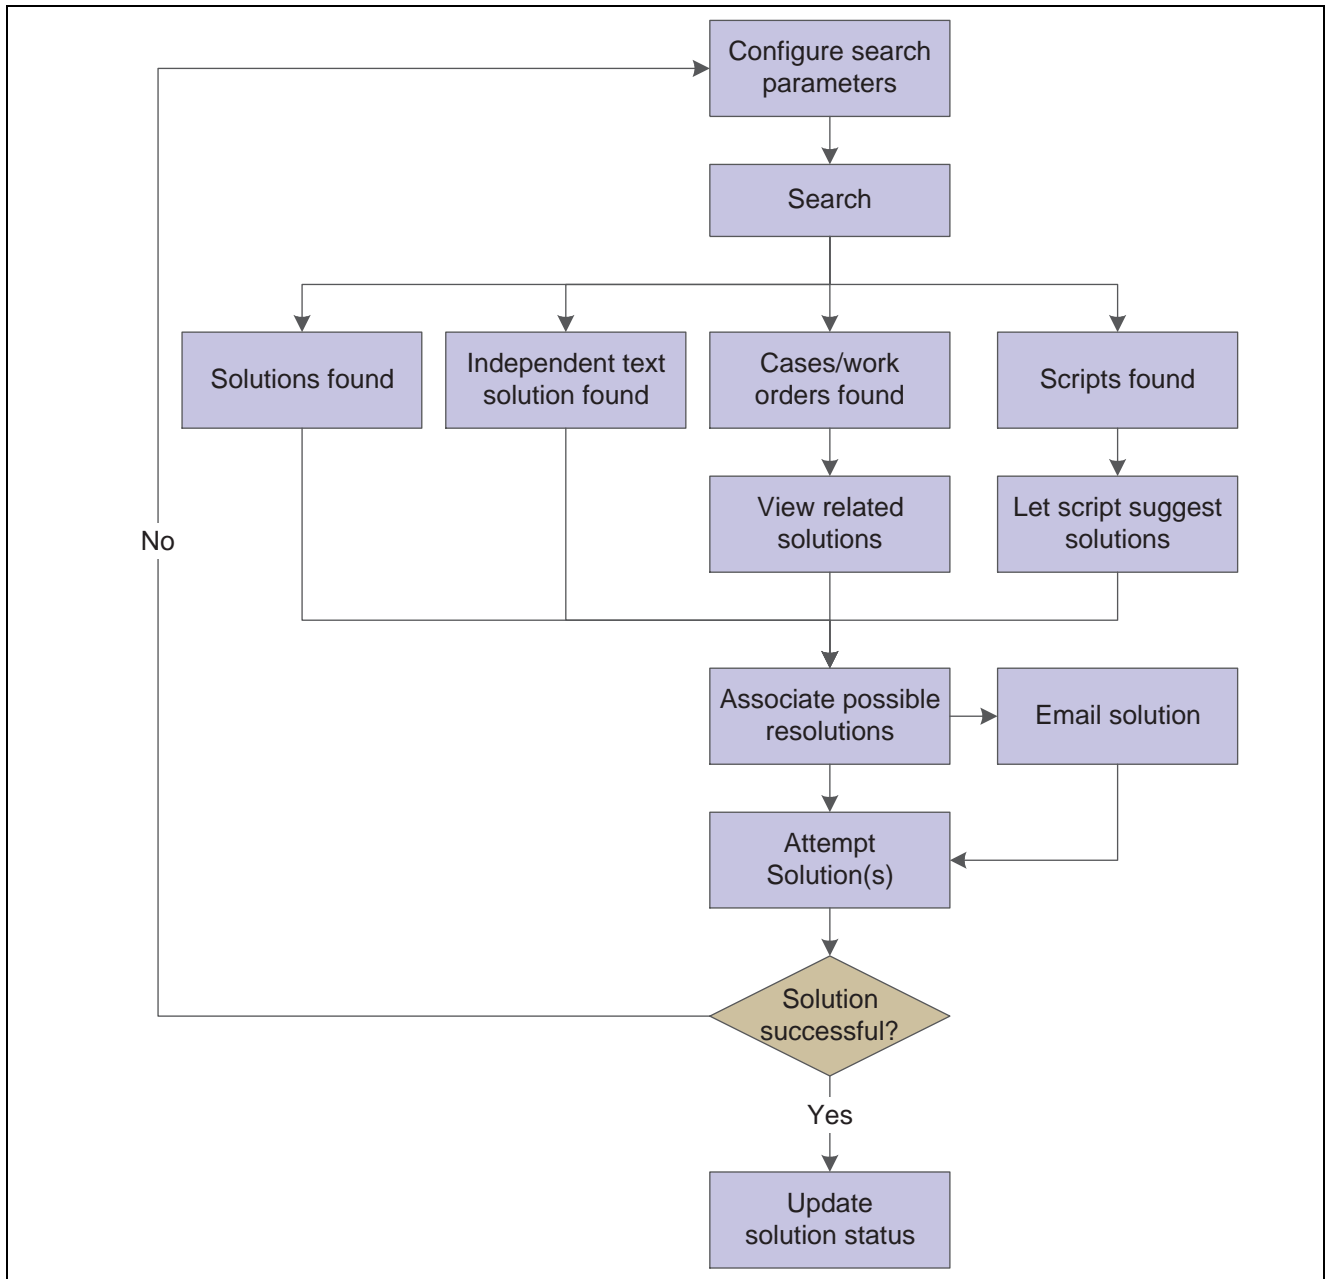 Configure search
parameters
Search
Solutions found
Independent text
solution found
Cases/work
orders found
Scripts found
View related
solutions
Let script suggest
solutions
No
Associate possible
resolutions
Email solution
Attempt
Solution(s)
Solution
successful?
Yes
Update
solution status